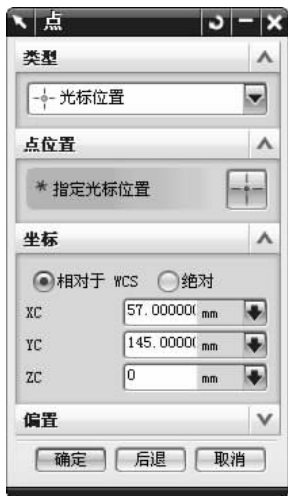 点
类型
光标位置
点位置
* 指定光标位置
坐标
相对于 WCS 绝对
XC 57.00000( mm
YC 145.0000( mm
ZC 0 mm
偏置
确定 后退 取消